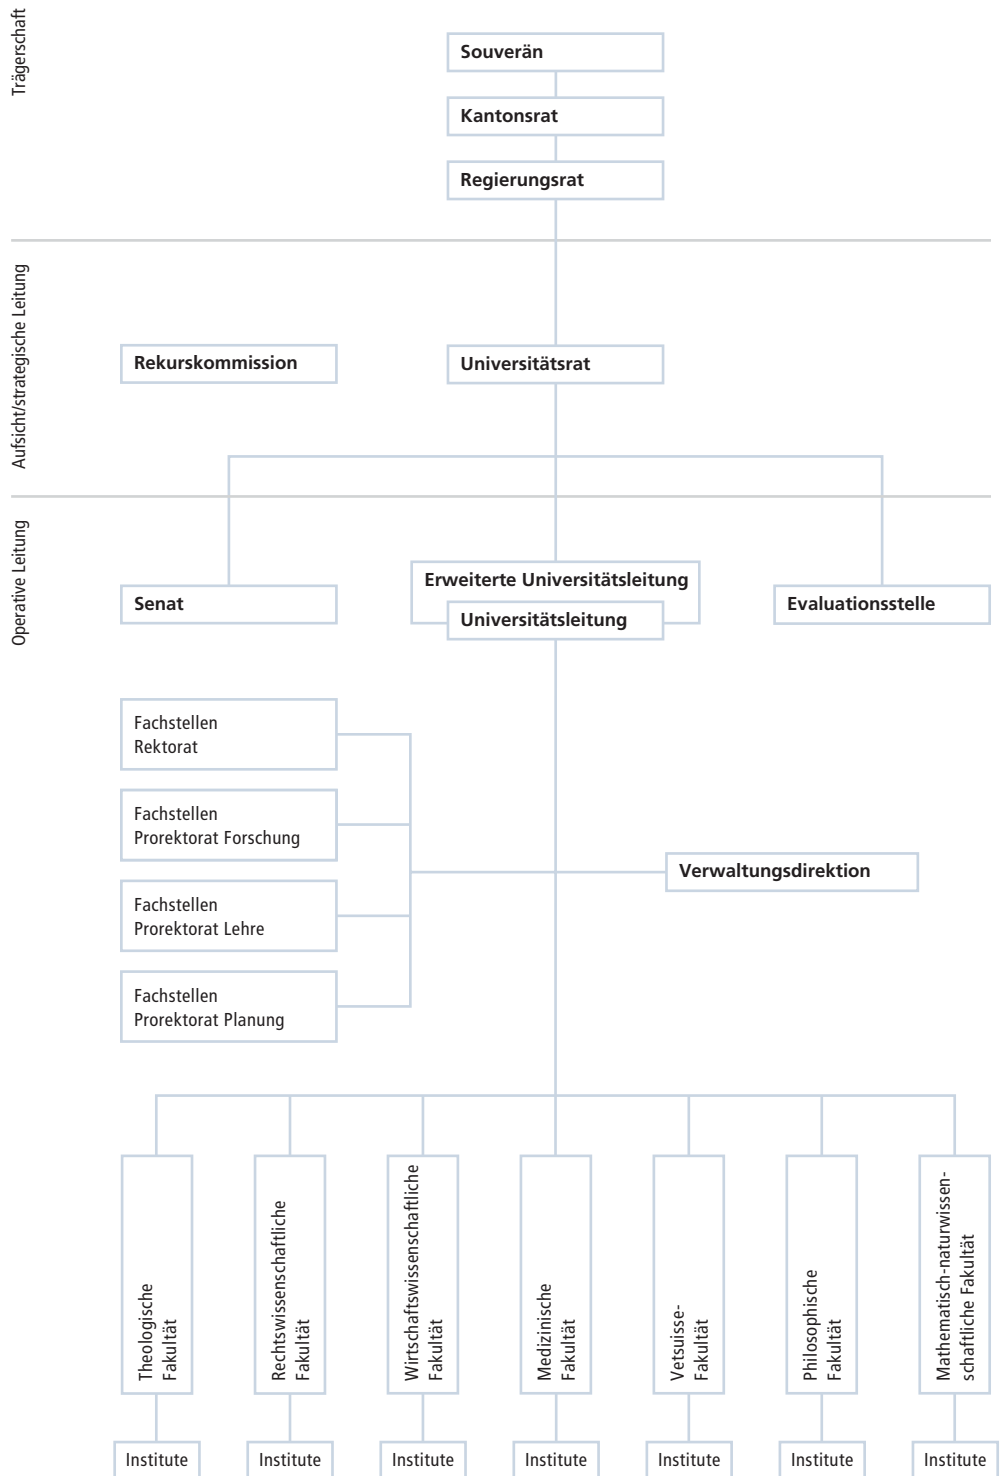 Trägerschaft
Souverän
Kantonsrat
Regierungsrat
Aufsicht/strategische Leitung
Rekurskommission
Universitätsrat
Operative Leitung
Erweiterte Universitätsleitung
Senat
Universitätsleitung
Evaluationsstelle
Fachstellen
Rektorat
Fachstellen
Prorektorat Forschung
Verwaltungsdirektion
Fachstellen
Prorektorat Lehre
Fachstellen
Prorektorat Planung
Theologische
Fakultät
Rechtswissenschaftliche
Fakultät
Wirtschaftswissenschaftliche
Fakultät
Medizinische
Fakultät
Vetsuisse-
Fakultät
Philosophische
Fakultät
Mathematisch-naturwissen-
schaftliche Fakultät
Institute
Institute
Institute
Institute
Institute
Institute
Institute